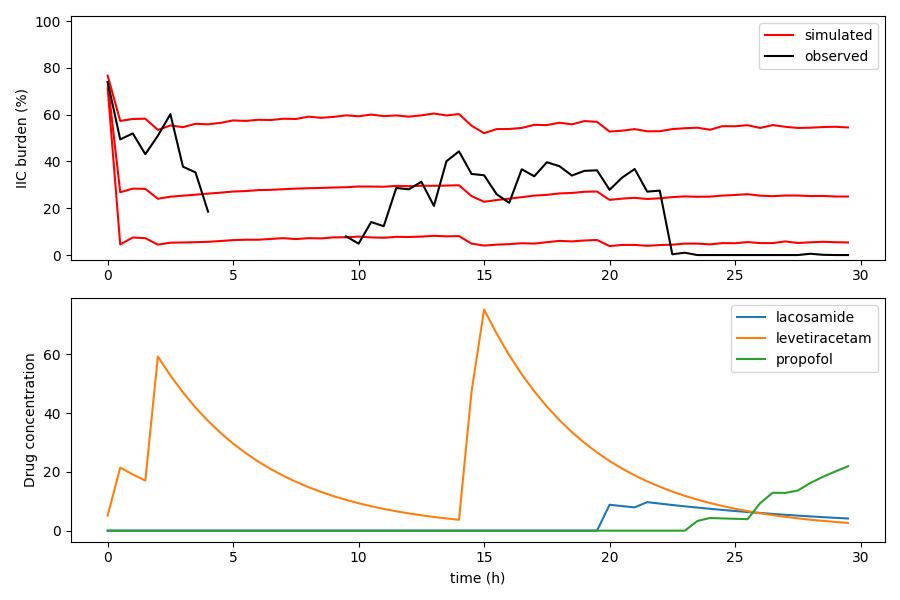 100
80
60
40
20
0
IIC burden (%)
simulated
observed
0 5 10 15 20 25 30
60
40
20
0
Drug concentration
lacosamide
levetiracetam
propofol
0 5 10 15 20 25 30
time (h)